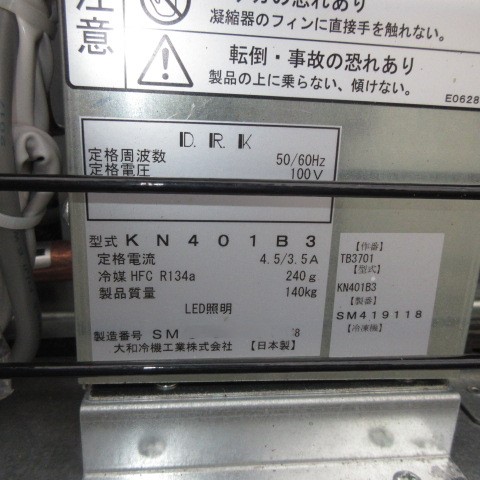 注意
凝縮器のフィンに直接手を触れない。
転倒・事故の恐れあり
製品の上に乗らない、傾けない。
E0628
D.R.K
定格周波数 50/60Hz
定格電圧 100V
型式 KN401B3
定格電流 4.5/3.5A
冷媒 HFC R134a 240g
製品質量 140kg
LED照明
製造番号 SM 8
大和冷機工業株式会社 【日本製】
【作番】
TB3701
【型式】
KN401B3
【製番】
SM419118
【冷凍機】